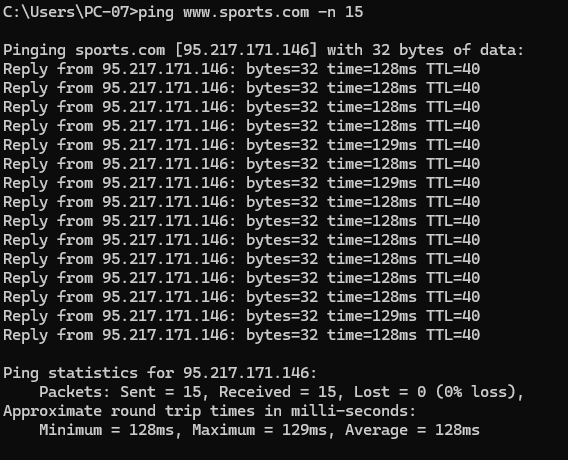 C:\Users\PC-07>ping www.sports.com -n 15
Pinging sports.com [95.217.171.146] with 32 bytes of data:
Reply from 95.217.171.146: bytes=32 time=128ms TTL=40
Reply from 95.217.171.146: bytes=32 time=128ms TTL=40
Reply from 95.217.171.146: bytes=32 time=128ms TTL=40
Reply from 95.217.171.146: bytes=32 time=128ms TTL=40
Reply from 95.217.171.146: bytes=32 time=129ms TTL=40
Reply from 95.217.171.146: bytes=32 time=128ms TTL=40
Reply from 95.217.171.146: bytes=32 time=129ms TTL=40
Reply from 95.217.171.146: bytes=32 time=128ms TTL=40
Reply from 95.217.171.146: bytes=32 time=128ms TTL=40
Reply from 95.217.171.146: bytes=32 time=128ms TTL=40
Reply from 95.217.171.146: bytes=32 time=128ms TTL=40
Reply from 95.217.171.146: bytes=32 time=128ms TTL=40
Reply from 95.217.171.146: bytes=32 time=128ms TTL=40
Reply from 95.217.171.146: bytes=32 time=129ms TTL=40
Reply from 95.217.171.146: bytes=32 time=128ms TTL=40
Ping statistics for 95.217.171.146:
    Packets: Sent = 15, Received = 15, Lost = 0 (0% loss),
Approximate round trip times in milli-seconds:
    Minimum = 128ms, Maximum = 129ms, Average = 128ms